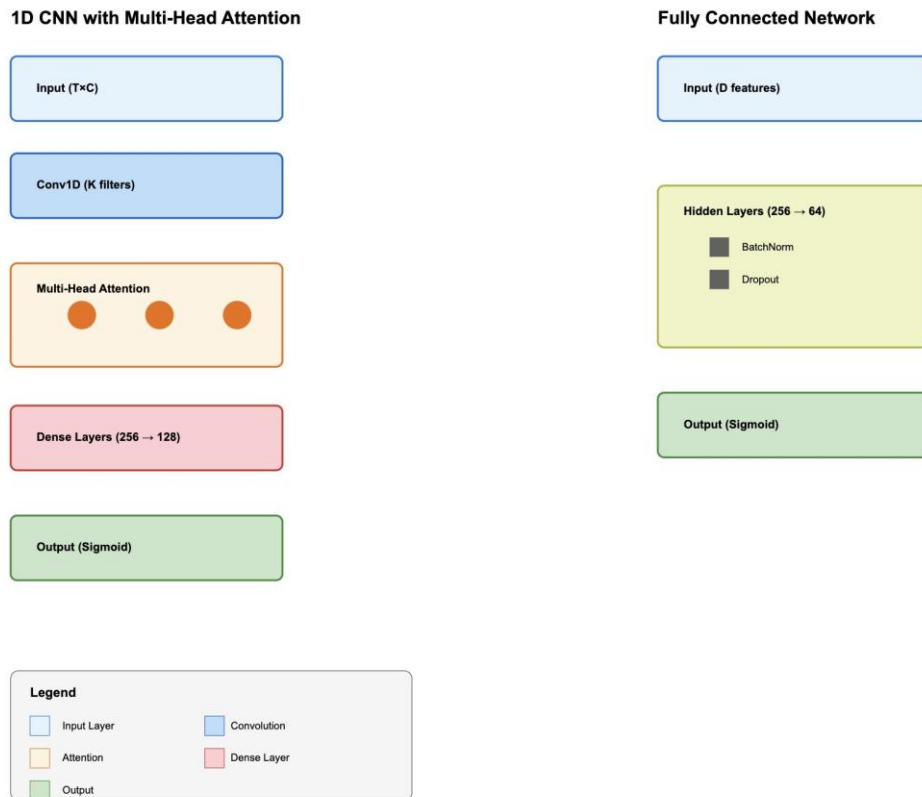 1D CNN with Multi-Head Attention
Input (T×C)
Conv1D (K filters)
Multi-Head Attention
Dense Layers (256 → 128)
Output (Sigmoid)
Fully Connected Network
Input (D features)
Hidden Layers (256 → 64)
BatchNorm
Dropout
Output (Sigmoid)
Legend
Input Layer
Convolution
Attention
Dense Layer
Output